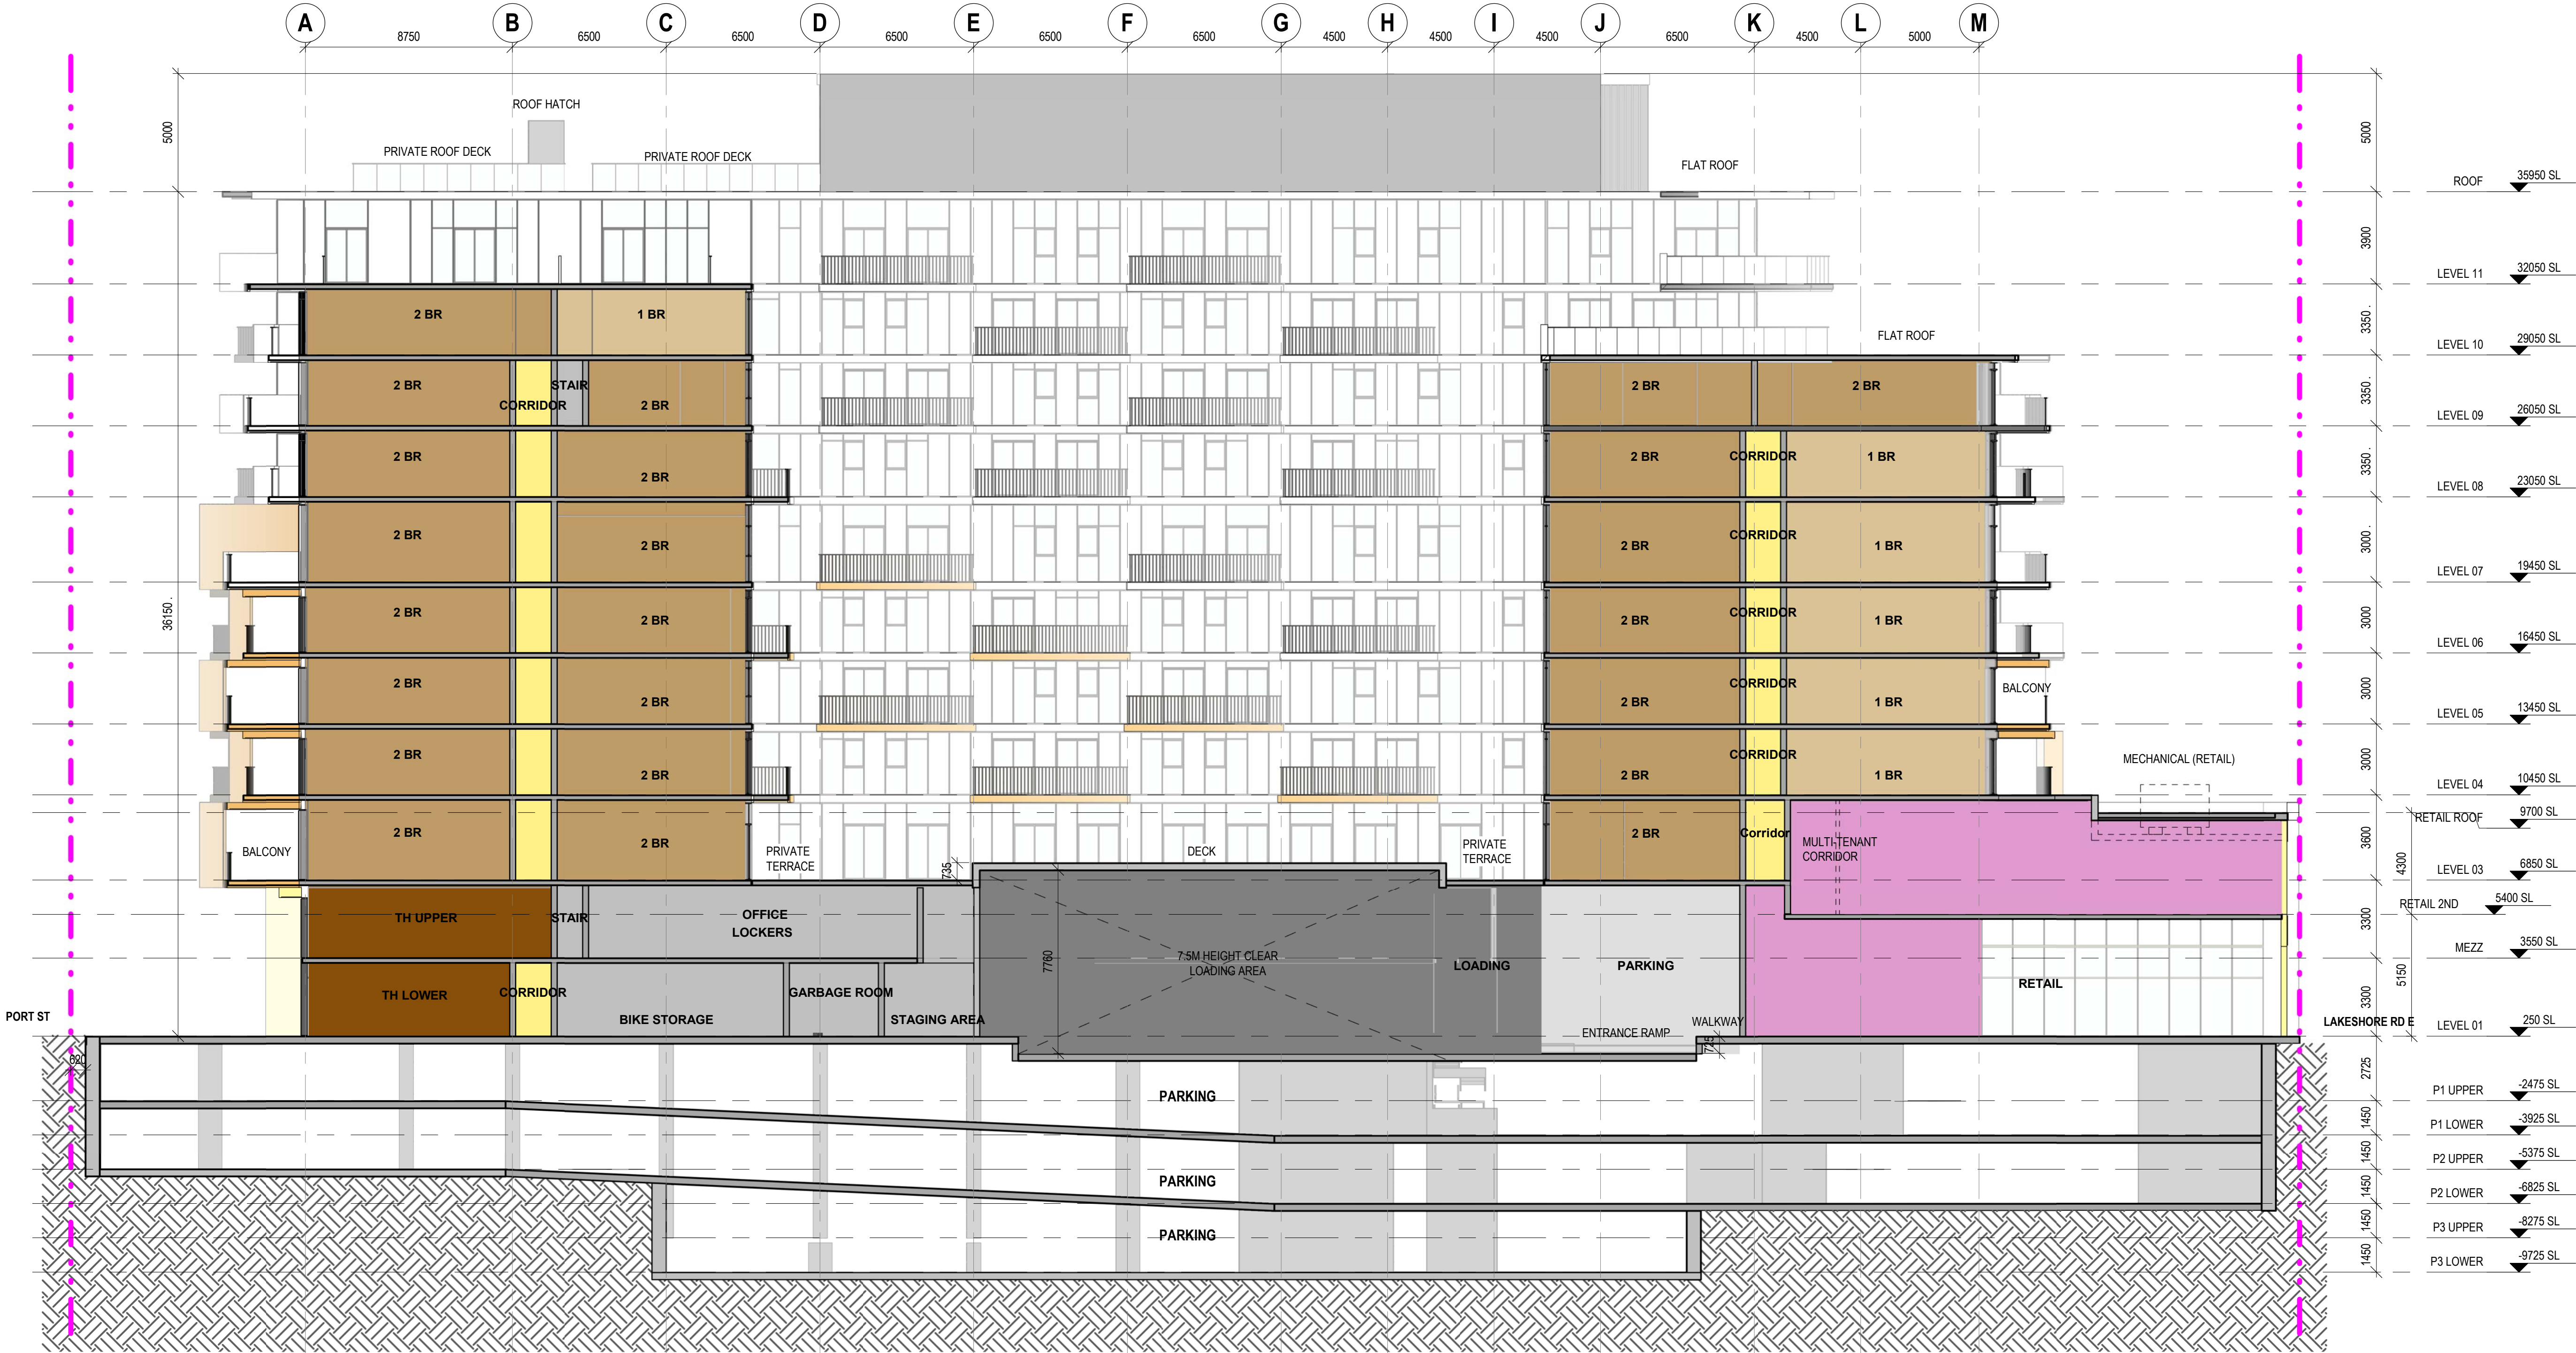 A B C D E F G H I J K L M
8750 6500 6500 6500 6500 6500 4500 4500 4500 6500 4500 5000
ROOF HATCH
5000
5000
PRIVATE ROOF DECK
PRIVATE ROOF DECK
FLAT ROOF
ROOF 35950 SL
3900
LEVEL 11 32050 SL
2 BR 1 BR
3350 .
FLAT ROOF
LEVEL 10 29050 SL
2 BR STAIR 2 BR 2 BR
CORRIDOR 2 BR
3350 .
LEVEL 09 26050 SL
2 BR 2 BR CORRIDOR 1 BR
2 BR
3350 .
LEVEL 08 23050 SL
2 BR CORRIDOR
2 BR 2 BR 1 BR
3000 .
LEVEL 07 19450 SL
36150 .
2 BR CORRIDOR
2 BR 2 BR 1 BR
3000
LEVEL 06 16450 SL
2 BR CORRIDOR
BALCONY
2 BR 2 BR 1 BR
3000
LEVEL 05 13450 SL
2 BR CORRIDOR
MECHANICAL (RETAIL)
2 BR 2 BR 1 BR
3000
LEVEL 04 10450 SL
RETAIL ROOF 9700 SL
2 BR 2 BR Corridor
2 BR
MULTI-TENANT
CORRIDOR
BALCONY
PRIVATE
TERRACE
DECK
PRIVATE
TERRACE
735
3600
4300
LEVEL 03 6850 SL
RETAIL 2ND 5400 SL
TH UPPER STAIR OFFICE
LOCKERS
3300
MEZZ 3550 SL
7760
7.5M HEIGHT CLEAR
LOADING AREA
LOADING PARKING
5150
RETAIL
TH LOWER CORRIDOR GARBAGE ROOM
3300
BIKE STORAGE STAGING AREA
ENTRANCE RAMP
WALKWAY
725
PORT ST
LAKESHORE RD E
LEVEL 01 250 SL
620
2725
PARKING
P1 UPPER -2475 SL
1450
P1 LOWER -3925 SL
1450
P2 UPPER -5375 SL
PARKING
1450
P2 LOWER -6825 SL
1450
PARKING
P3 UPPER -8275 SL
1450
P3 LOWER -9725 SL